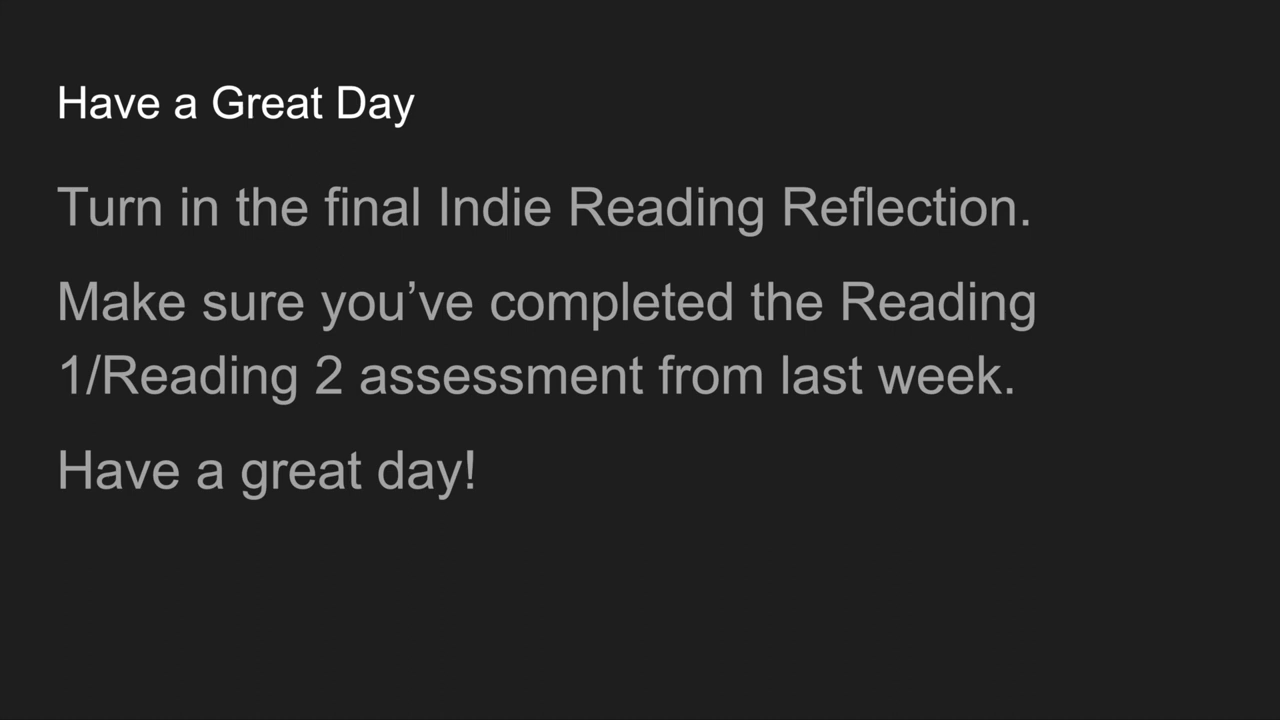 Have a Great Day
Turn in the final Indie Reading Reflection.
Make sure you’ve completed the Reading
1/Reading 2 assessment from last week.
Have a great day!